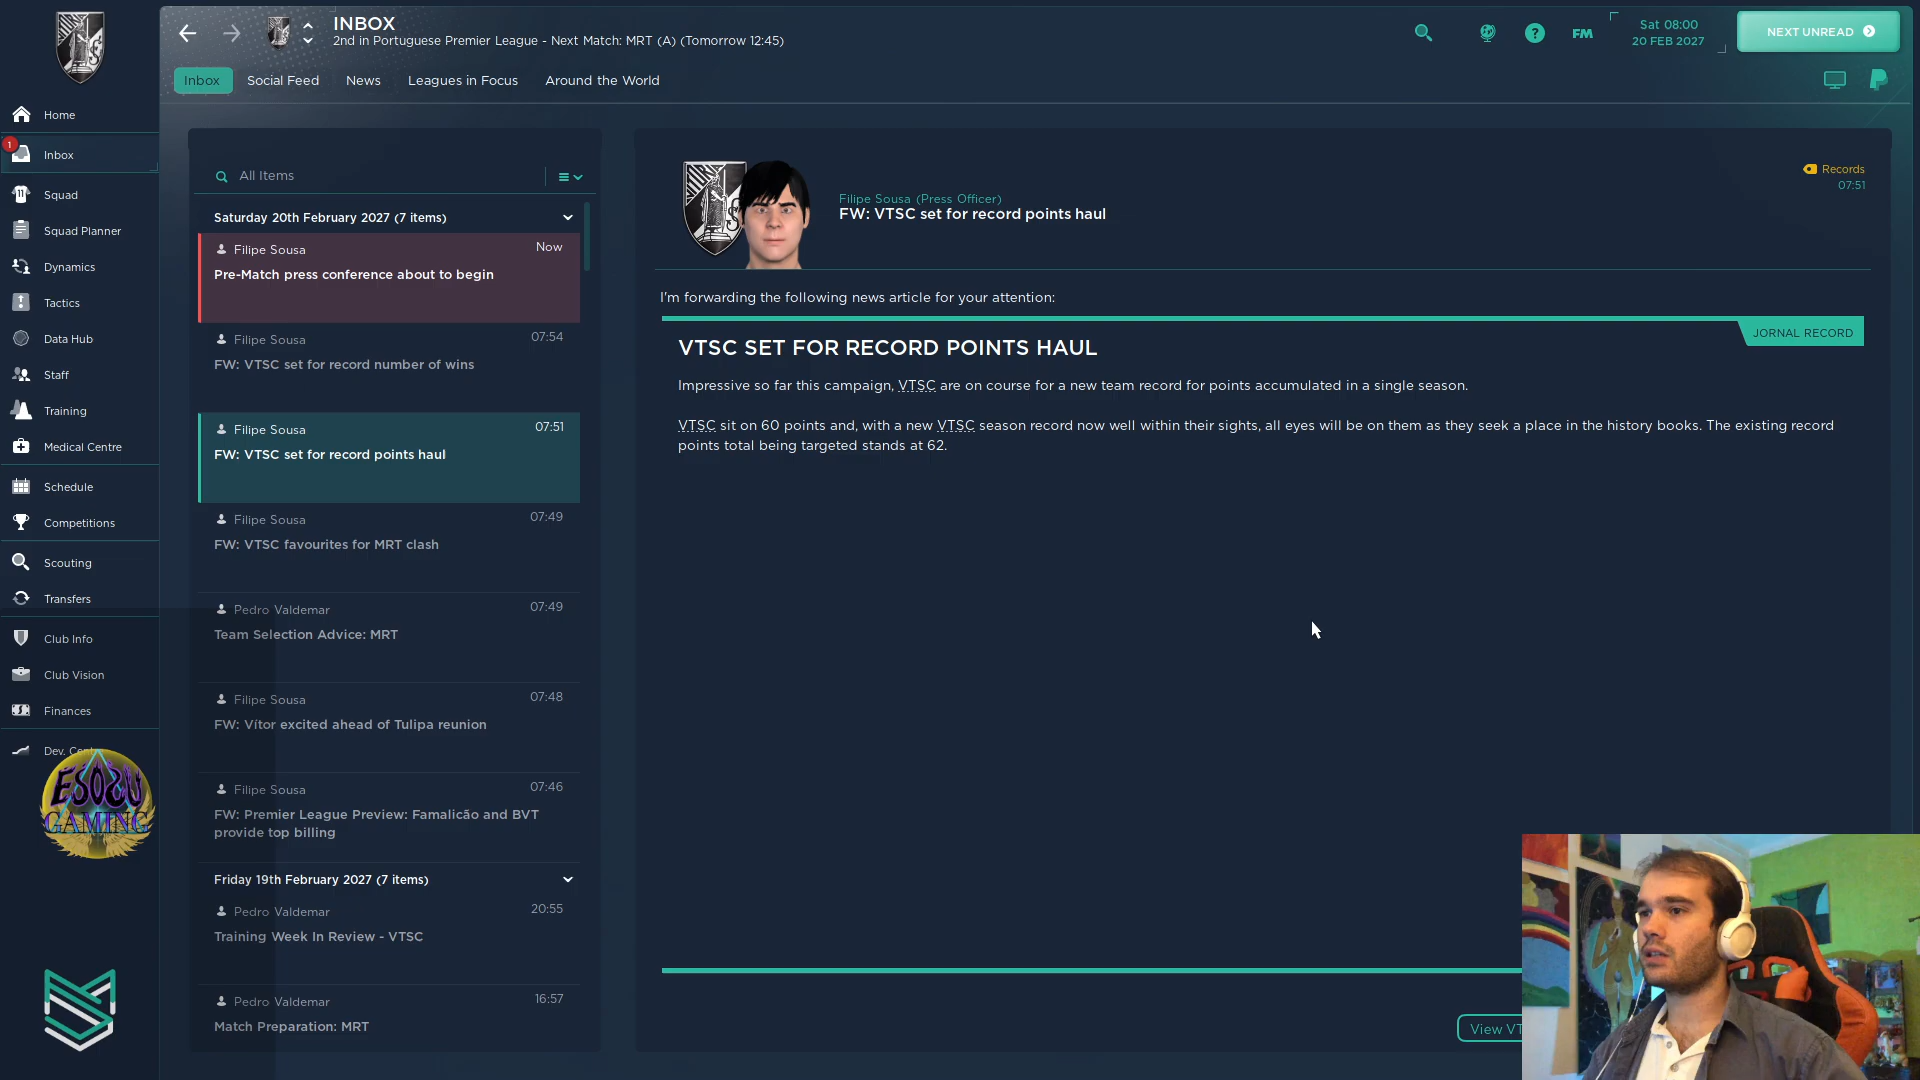 INBOX
2nd in Portuguese Premier League - Next Match: MRT (A) (Tomorrow 12:45)
FM
Sat 08:00
20 FEB 2027
NEXT UNREAD
Inbox
Social Feed
News
Leagues in Focus
Around the World
Home
1
Inbox
Squad
Squad Planner
Dynamics
Tactics
Data Hub
Staff
Training
Medical Centre
Schedule
Competitions
Scouting
Transfers
Club Info
Club Vision
Finances
Dev. Cent
ESOZU
GAMING
All Items
Saturday 20th February 2027 (7 items)
Filipe Sousa
Now
Pre-Match press conference about to begin
Filipe Sousa
07:54
FW: VTSC set for record number of wins
Filipe Sousa
07:51
FW: VTSC set for record points haul
Filipe Sousa
07:49
FW: VTSC favourites for MRT clash
Pedro Valdemar
07:49
Team Selection Advice: MRT
Filipe Sousa
07:48
FW: Vítor excited ahead of Tulipa reunion
Filipe Sousa
07:46
FW: Premier League Preview: Famalicão and BVT
provide top billing
Friday 19th February 2027 (7 items)
Pedro Valdemar
20:55
Training Week In Review - VTSC
Pedro Valdemar
16:57
Match Preparation: MRT
Filipe Sousa (Press Officer)
FW: VTSC set for record points haul
Records
07:51
I'm forwarding the following news article for your attention:
JORNAL RECORD
VTSC SET FOR RECORD POINTS HAUL
Impressive so far this campaign, VTSC are on course for a new team record for points accumulated in a single season.
VTSC sit on 60 points and, with a new VTSC season record now well within their sights, all eyes will be on them as they seek a place in the history books. The existing record
points total being targeted stands at 62.
View VT